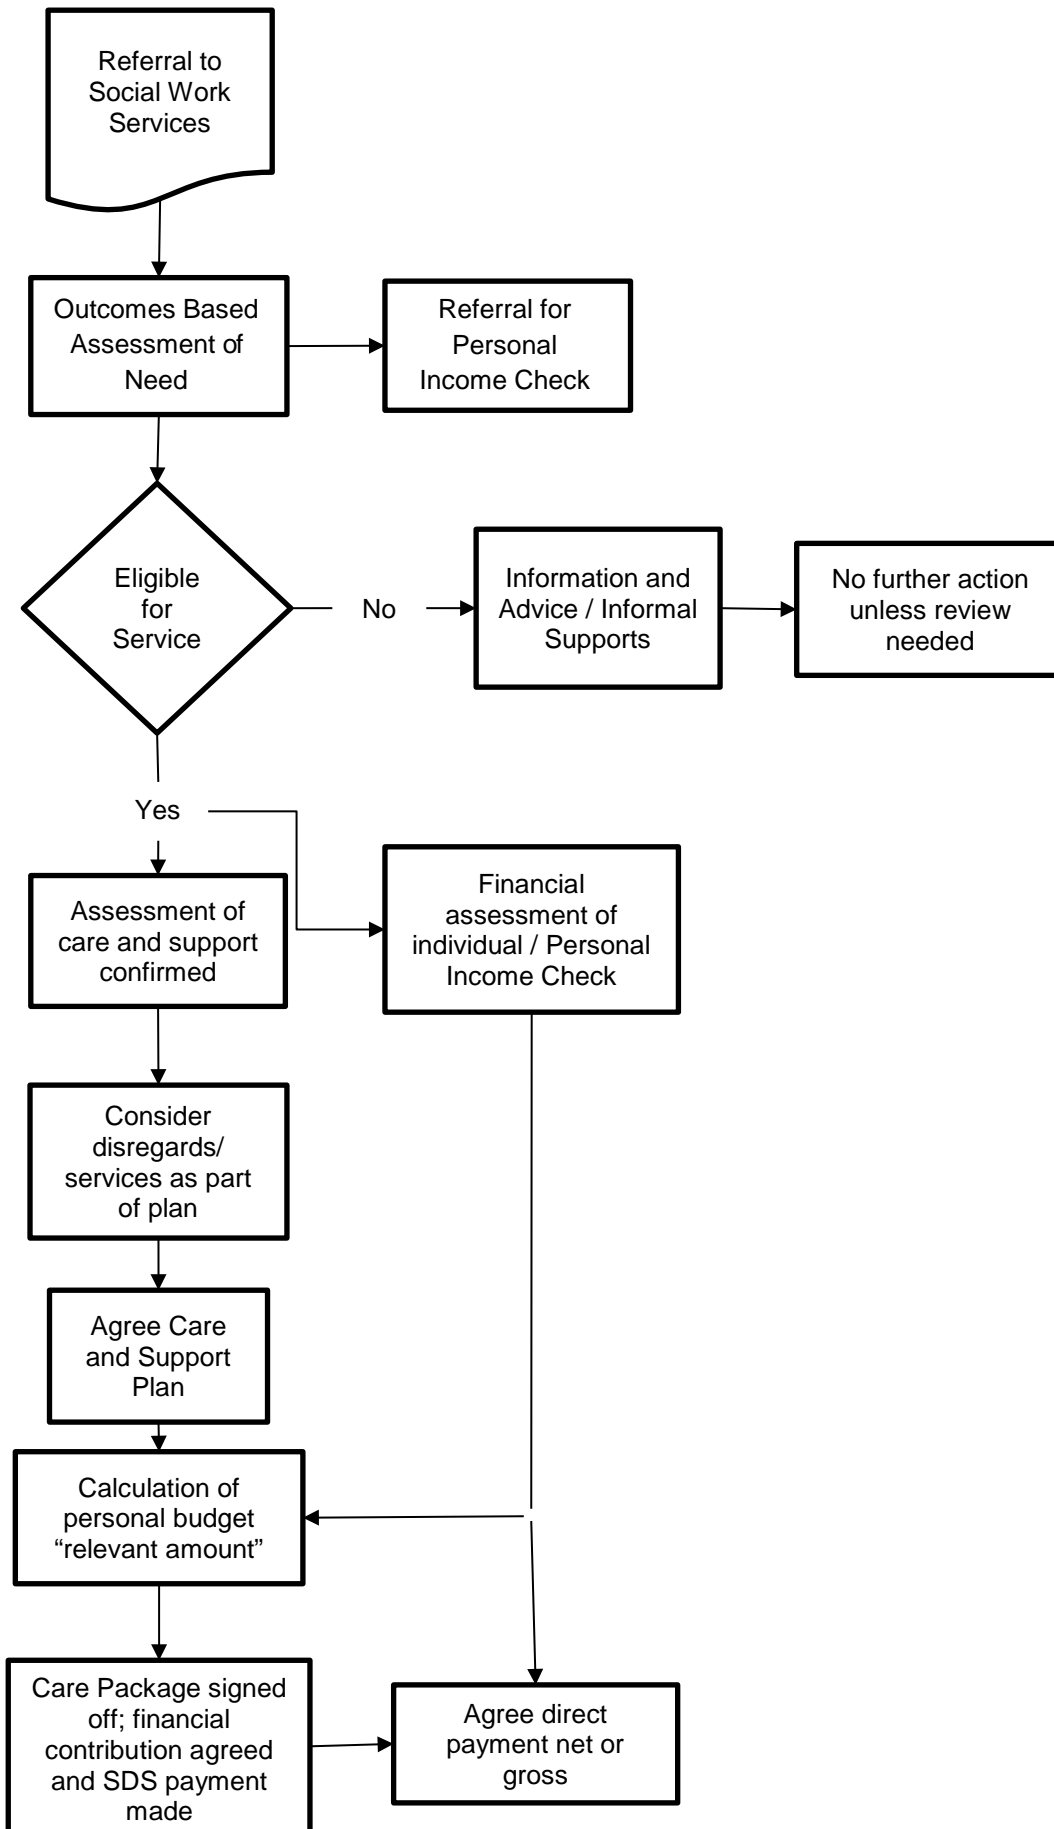 Referral to
Social Work
Services
Outcomes Based
Assessment of
Need
Referral for
Personal
Income Check
Eligible
for
Service
No
Information and
Advice / Informal
Supports
No further action
unless review
needed
Yes
Assessment of
care and support
confirmed
Financial
assessment of
individual / Personal
Income Check
Consider
disregards/
services as part
of plan
Agree Care
and Support
Plan
Calculation of
personal budget
“relevant amount”
Care Package signed
off; financial
contribution agreed
and SDS payment
made
Agree direct
payment net or
gross